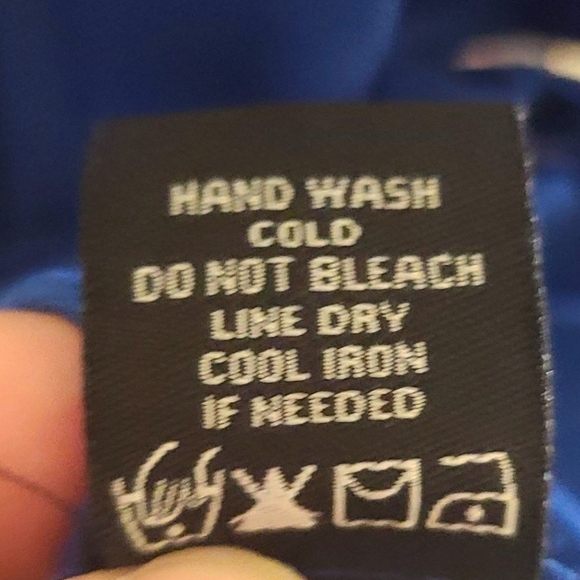 HAND WASH
COLD
DO NOT BLEACH
LINE DRY
COOL IRON
IF NEEDED